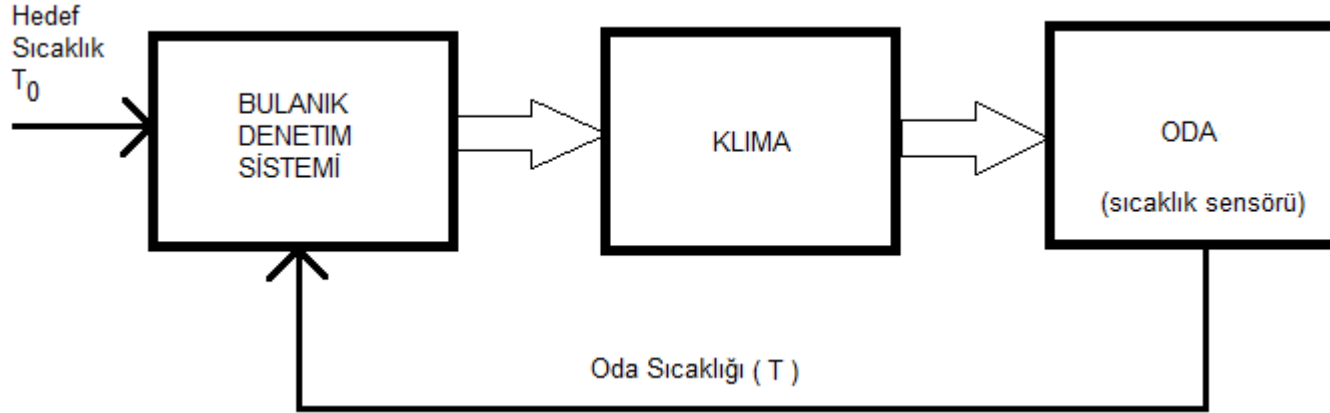 Hedef
Sıcaklık
T0
BULANIK
DENETIM
SİSTEMİ
KLIMA
ODA
(sıcaklık sensörü)
Oda Sıcaklığı ( T )